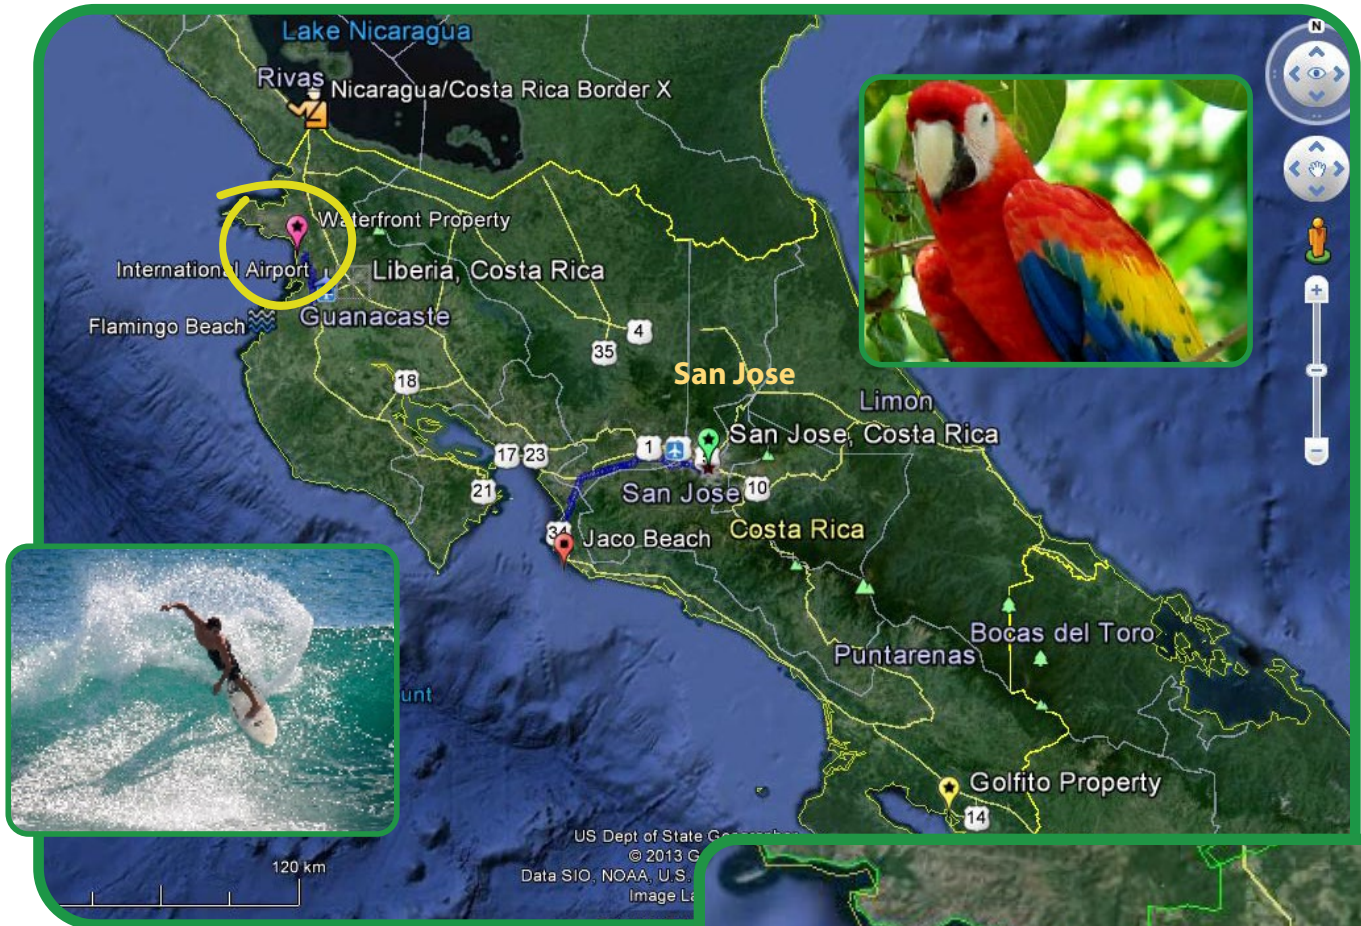 N
Lake Nicaragua
Rivas
Nicaragua/Costa Rica Border X
Waterfront Property
International Airport
Liberia, Costa Rica
Guanacaste
Flamingo Beach
4
35
18
San Jose
Limon
San Jose, Costa Rica
1
17
23
21
San Jose
10
34
Jaco Beach
Costa Rica
Bocas del Toro
Puntarenas
unt
Golfito Property
14
US Dept of State
© 2013
Data SIO, NOAA, U.S.
Image
120 km